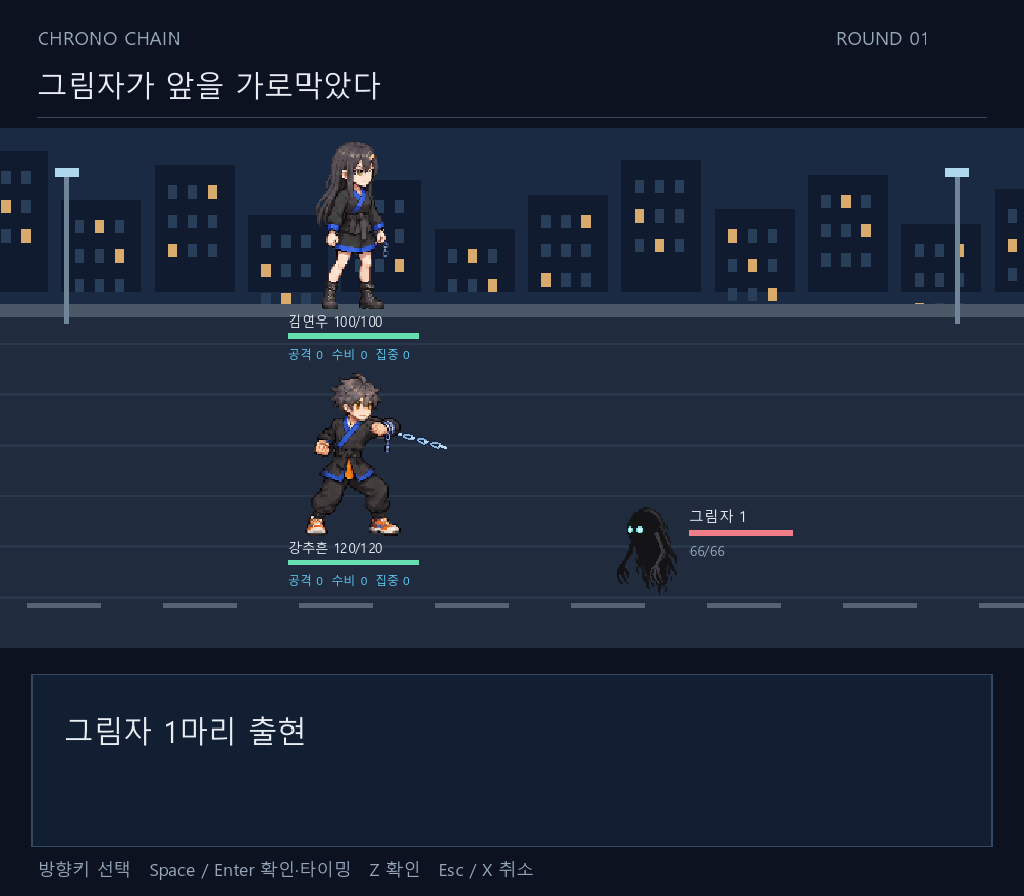 CHRONO CHAIN
ROUND 01
그림자가 앞을 가로막았다
김연우 100/100
공격 0 수비 0 집중 0
강추흔 120/120
공격 0 수비 0 집중 0
그림자 1
66/66
그림자 1마리 출현
방향키 선택 Space / Enter 확인·타이밍 Z 확인 Esc / X 취소